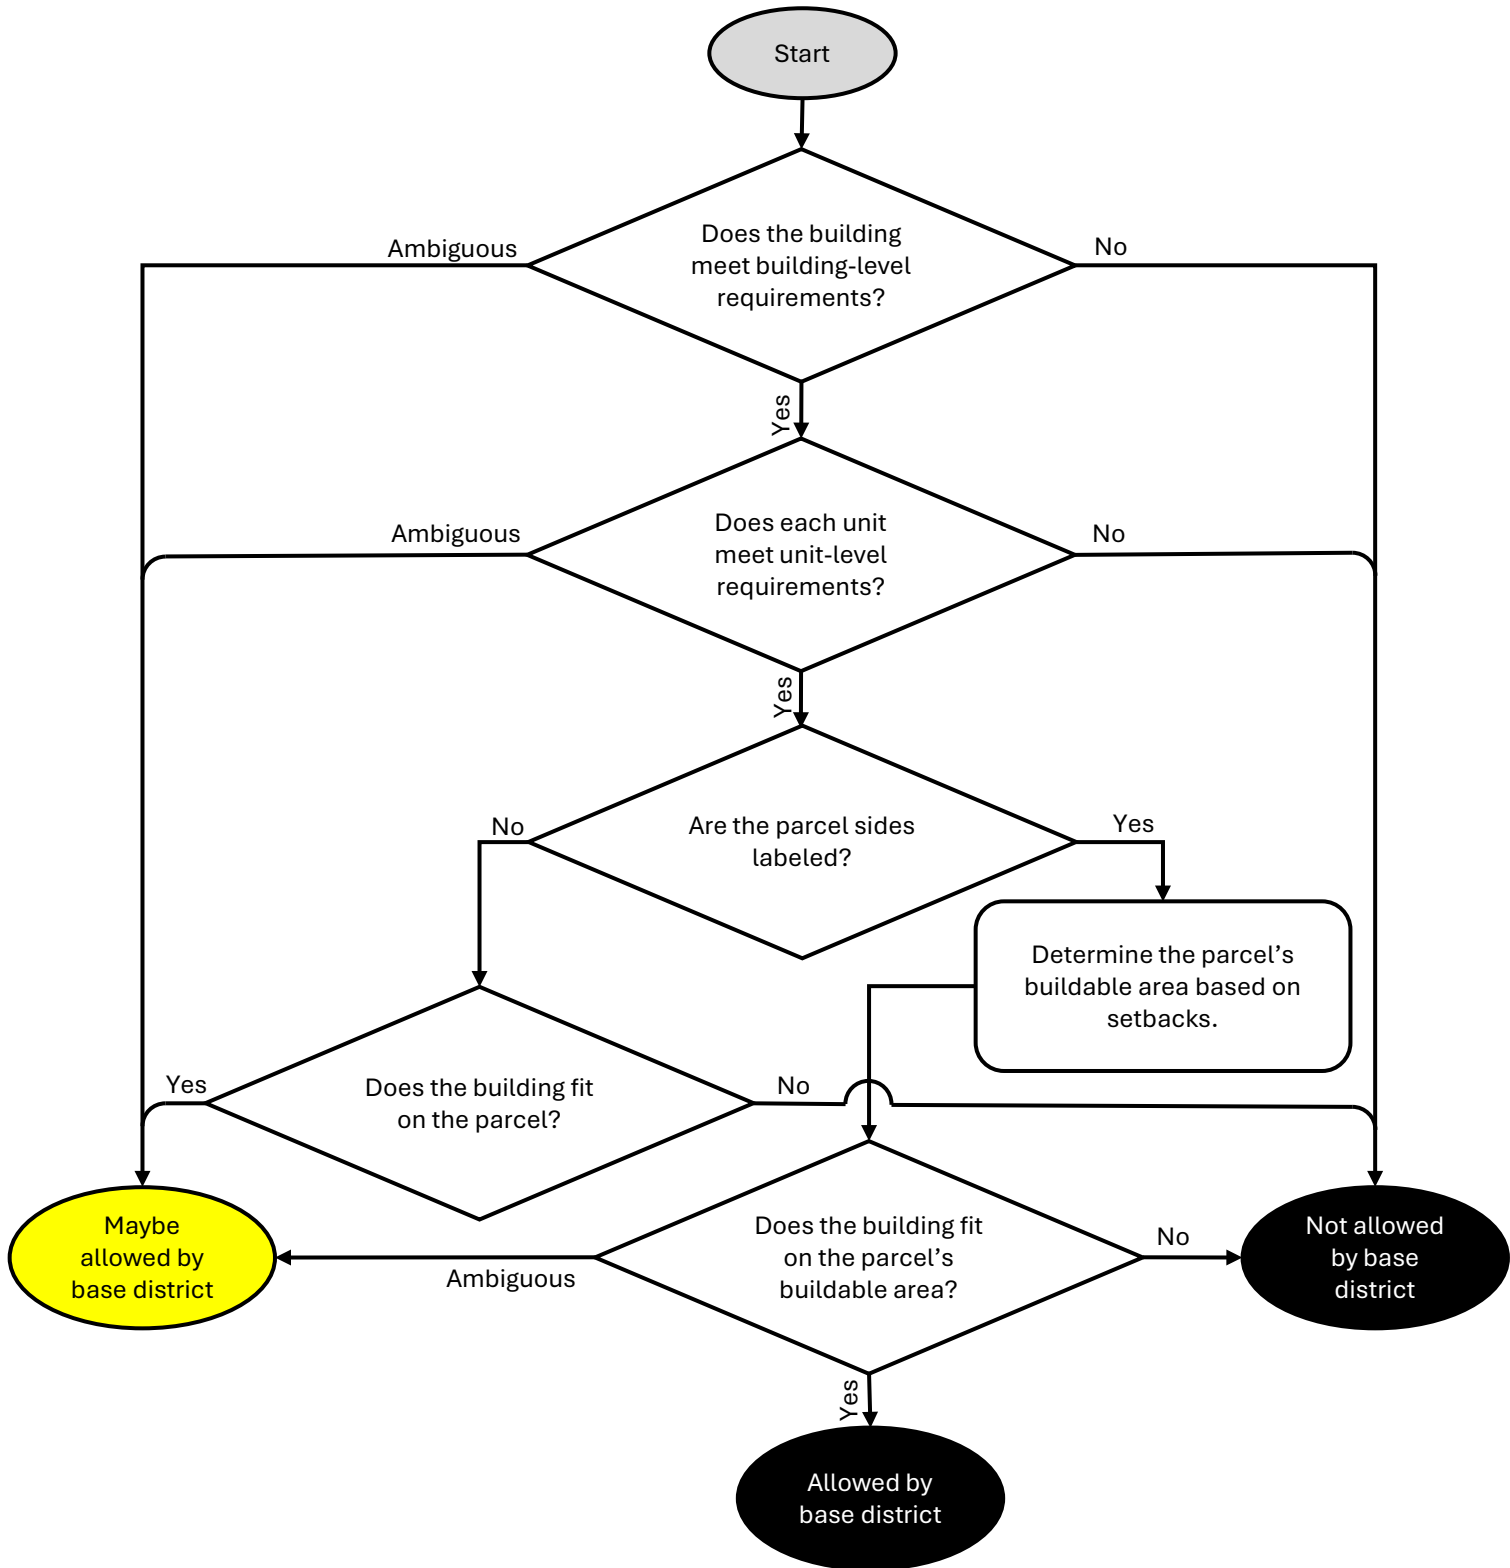 Start
Does the building
meet building-level
requirements?
Ambiguous
No
Yes
Does each unit
meet unit-level
requirements?
Ambiguous
No
Yes
Are the parcel sides
labeled?
No
Yes
Determine the parcel’s
buildable area based on
setbacks.
Does the building fit
on the parcel?
Yes
No
Does the building fit
on the parcel’s
buildable area?
Ambiguous
No
Yes
Maybe
allowed by
base district
Not allowed
by base
district
Allowed by
base district